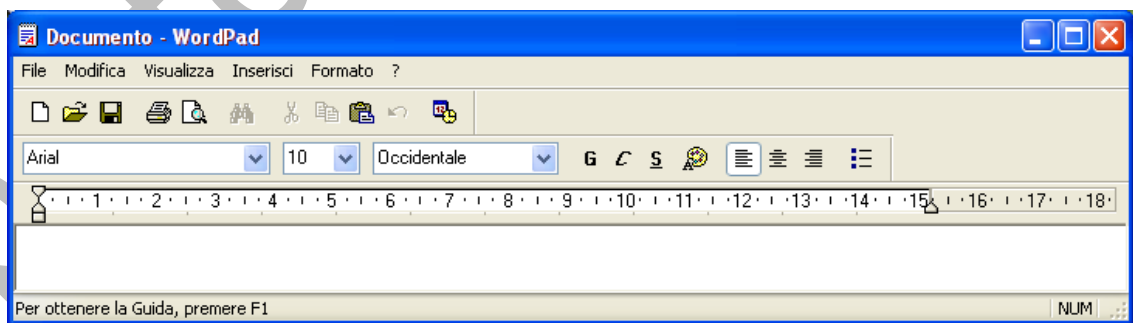 Documento - WordPad
File Modifica Visualizza Inserisci Formato ?
Arial 10 Occidentale G C S
1 2 3 4 5 6 7 8 9 10 11 12 13 14 15 16 17 18
Per ottenere la Guida, premere F1 NUM